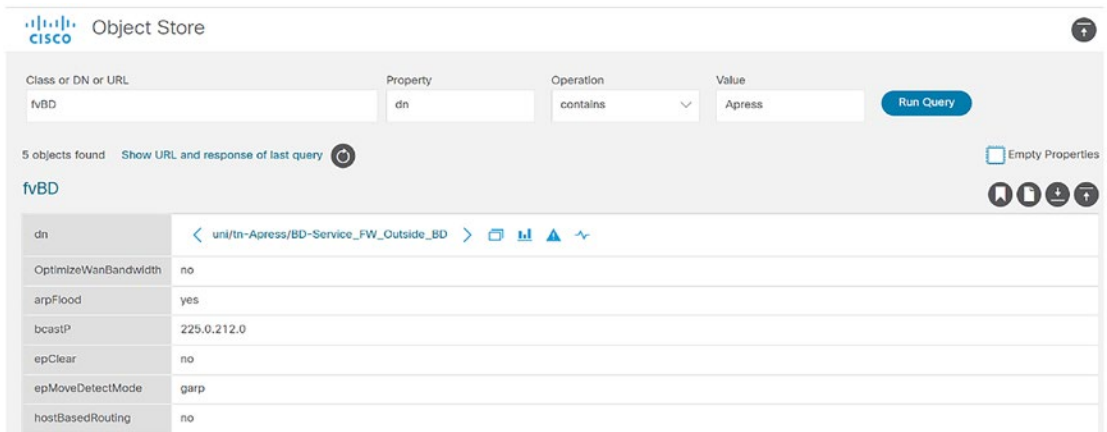 CISCO Object Store
Class or DN or URL Property Operation Value
fvBD dn contains Apress Run Query
5 objects found Show URL and response of last query Empty Properties
fvBD
dn uni/tn-Apress/BD-Service_FW_Outside_BD
OptimizeWanBandwidth no
arpFlood yes
bcastP 225.0.212.0
epClear no
epMoveDetectMode garp
hostBasedRouting no